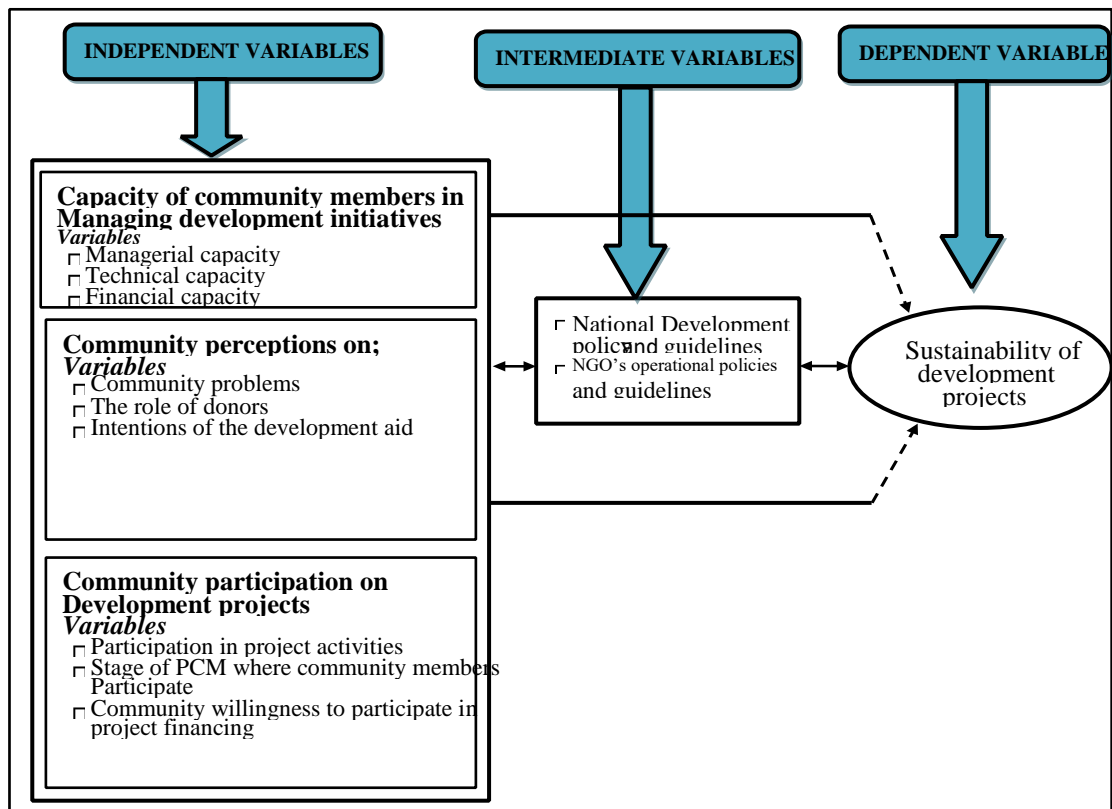 INDEPENDENT VARIABLES
INTERMEDIATE VARIABLES
DEPENDENT VARIABLE
Capacity of community members in
Managing development initiatives
Variables
Managerial capacity
Technical capacity
Financial capacity
Community perceptions on;
Variables
Community problems
The role of donors
Intentions of the development aid
Community participation on
Development projects
Variables
Participation in project activities
Stage of PCM where community members
Participate
Community willingness to participate in
project financing
National Development
policy and guidelines
NGO's operational policies
and guidelines
Sustainability of
development
projects